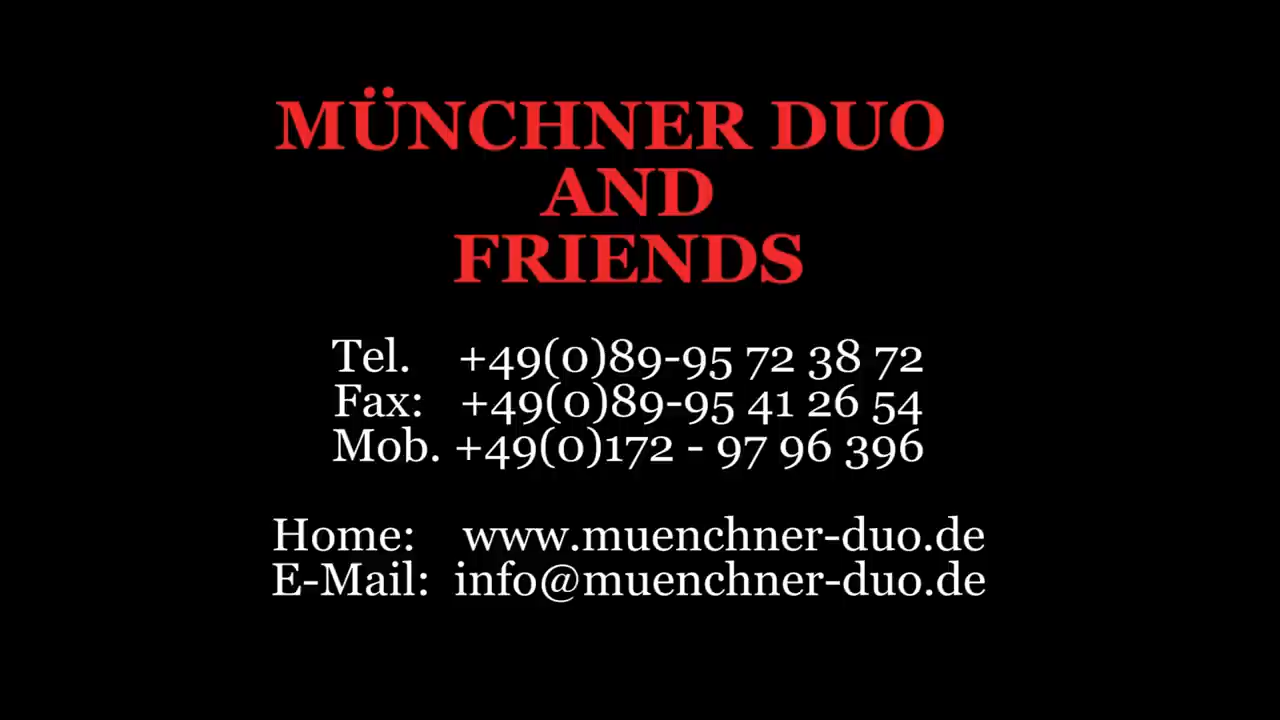 MÜNCHNER DUO
AND
FRIENDS
Tel. +49(0)89-95 72 38 72
Fax: +49(0)89-95 41 26 54
Mob. +49(0)172 - 97 96 396
Home: www.muenchner-duo.de
E-Mail: info@muenchner-duo.de